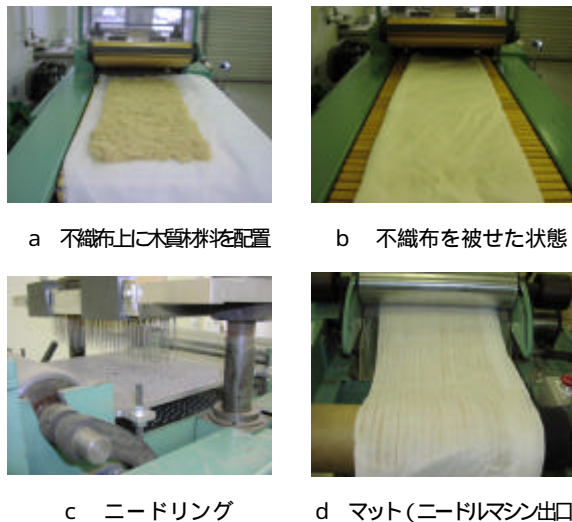 a 不織布上に木質材料を配置
b 不織布を被せた状態
c ニードリング
d マット(ニードルマシン出口